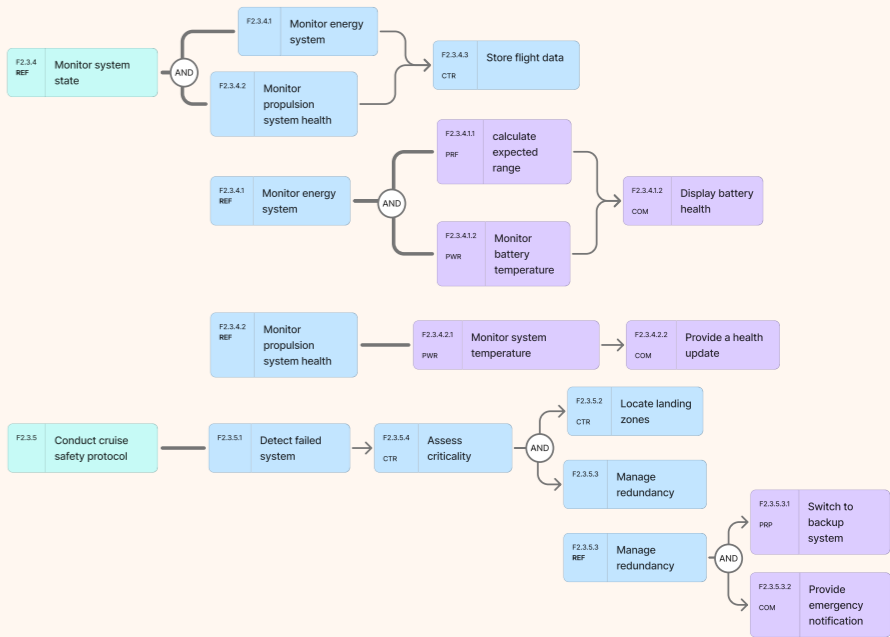 F2.3.4
REF
Monitor system
state
AND
F2.3.4.1
Monitor energy
system
F2.3.4.2
Monitor
propulsion
system health
F2.3.4.3
CTR
Store flight data
F2.3.4.1
REF
Monitor energy
system
AND
F2.3.4.1.1
PRF
calculate
expected
range
F2.3.4.1.2
PWR
Monitor
battery
temperature
F2.3.4.1.2
COM
Display battery
health
F2.3.4.2
REF
Monitor
propulsion
system health
F2.3.4.2.1
PWR
Monitor system
temperature
F2.3.4.2.2
COM
Provide a health
update
F2.3.5
Conduct cruise
safety protocol
F2.3.5.1
Detect failed
system
F2.3.5.4
CTR
Assess
criticality
AND
F2.3.5.2
CTR
Locate landing
zones
F2.3.5.3
Manage
redundancy
F2.3.5.3
REF
Manage
redundancy
AND
F2.3.5.3.1
PRP
Switch to
backup
system
F2.3.5.3.2
COM
Provide
emergency
notification